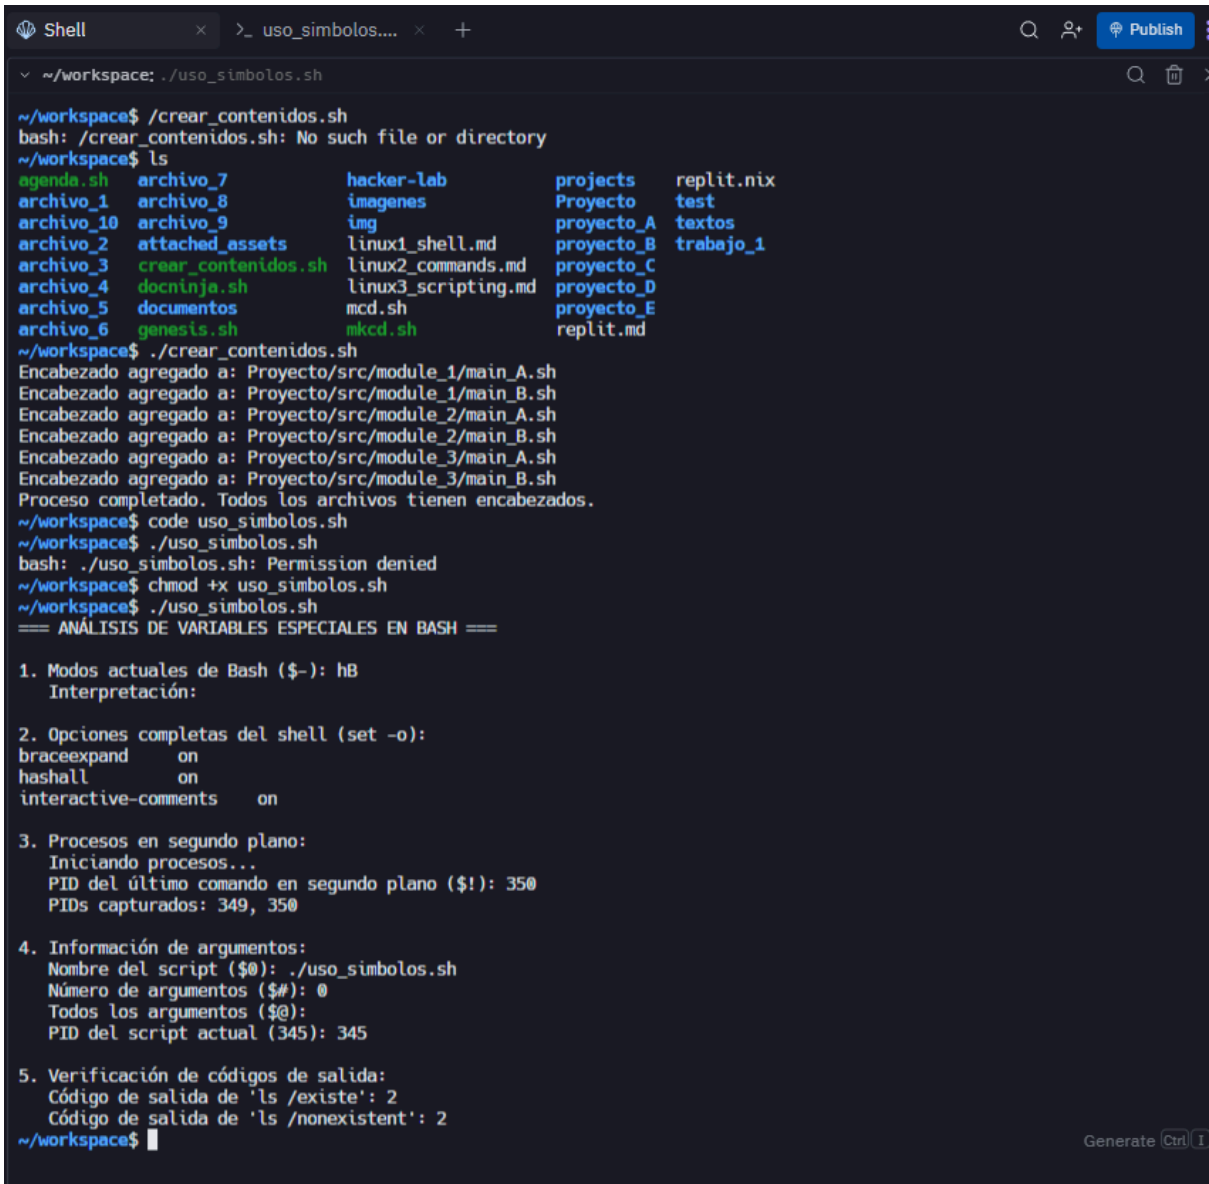 Shell × >_ uso_simbolos.... × + Publish
~/workspace: ./uso_simbolos.sh
~/workspace$ /crear_contenidos.sh
bash: /crear_contenidos.sh: No such file or directory
~/workspace$ ls
agenda.sh archivo_7 hacker-lab projects replit.nix
archivo_1 archivo_8 imagenes Proyecto test
archivo_10 archivo_9 img proyecto_A textos
archivo_2 attached_assets linux1_shell.md proyecto_B trabajo_1
archivo_3 crear_contenidos.sh linux2_commands.md proyecto_C
archivo_4 docninja.sh linux3_scripting.md proyecto_D
archivo_5 documentos mcd.sh proyecto_E
archivo_6 genesis.sh mkcd.sh replit.md
~/workspace$ ./crear_contenidos.sh
Encabezado agregado a: Proyecto/src/module_1/main_A.sh
Encabezado agregado a: Proyecto/src/module_1/main_B.sh
Encabezado agregado a: Proyecto/src/module_2/main_A.sh
Encabezado agregado a: Proyecto/src/module_2/main_B.sh
Encabezado agregado a: Proyecto/src/module_3/main_A.sh
Encabezado agregado a: Proyecto/src/module_3/main_B.sh
Proceso completado. Todos los archivos tienen encabezados.
~/workspace$ code uso_simbolos.sh
~/workspace$ ./uso_simbolos.sh
bash: ./uso_simbolos.sh: Permission denied
~/workspace$ chmod +x uso_simbolos.sh
~/workspace$ ./uso_simbolos.sh
=== ANÁLISIS DE VARIABLES ESPECIALES EN BASH ===
1. Modos actuales de Bash ($-): hB
Interpretación:
2. Opciones completas del shell (set -o):
braceexpand on
hashall on
interactive-comments on
3. Procesos en segundo plano:
Iniciando procesos...
PID del último comando en segundo plano ($!): 350
PIDs capturados: 349, 350
4. Información de argumentos:
Nombre del script ($0): ./uso_simbolos.sh
Número de argumentos ($#): 0
Todos los argumentos ($@):
PID del script actual (345): 345
5. Verificación de códigos de salida:
Código de salida de 'ls /existe': 2
Código de salida de 'ls /nonexistent': 2
~/workspace$
Generate Ctrl I